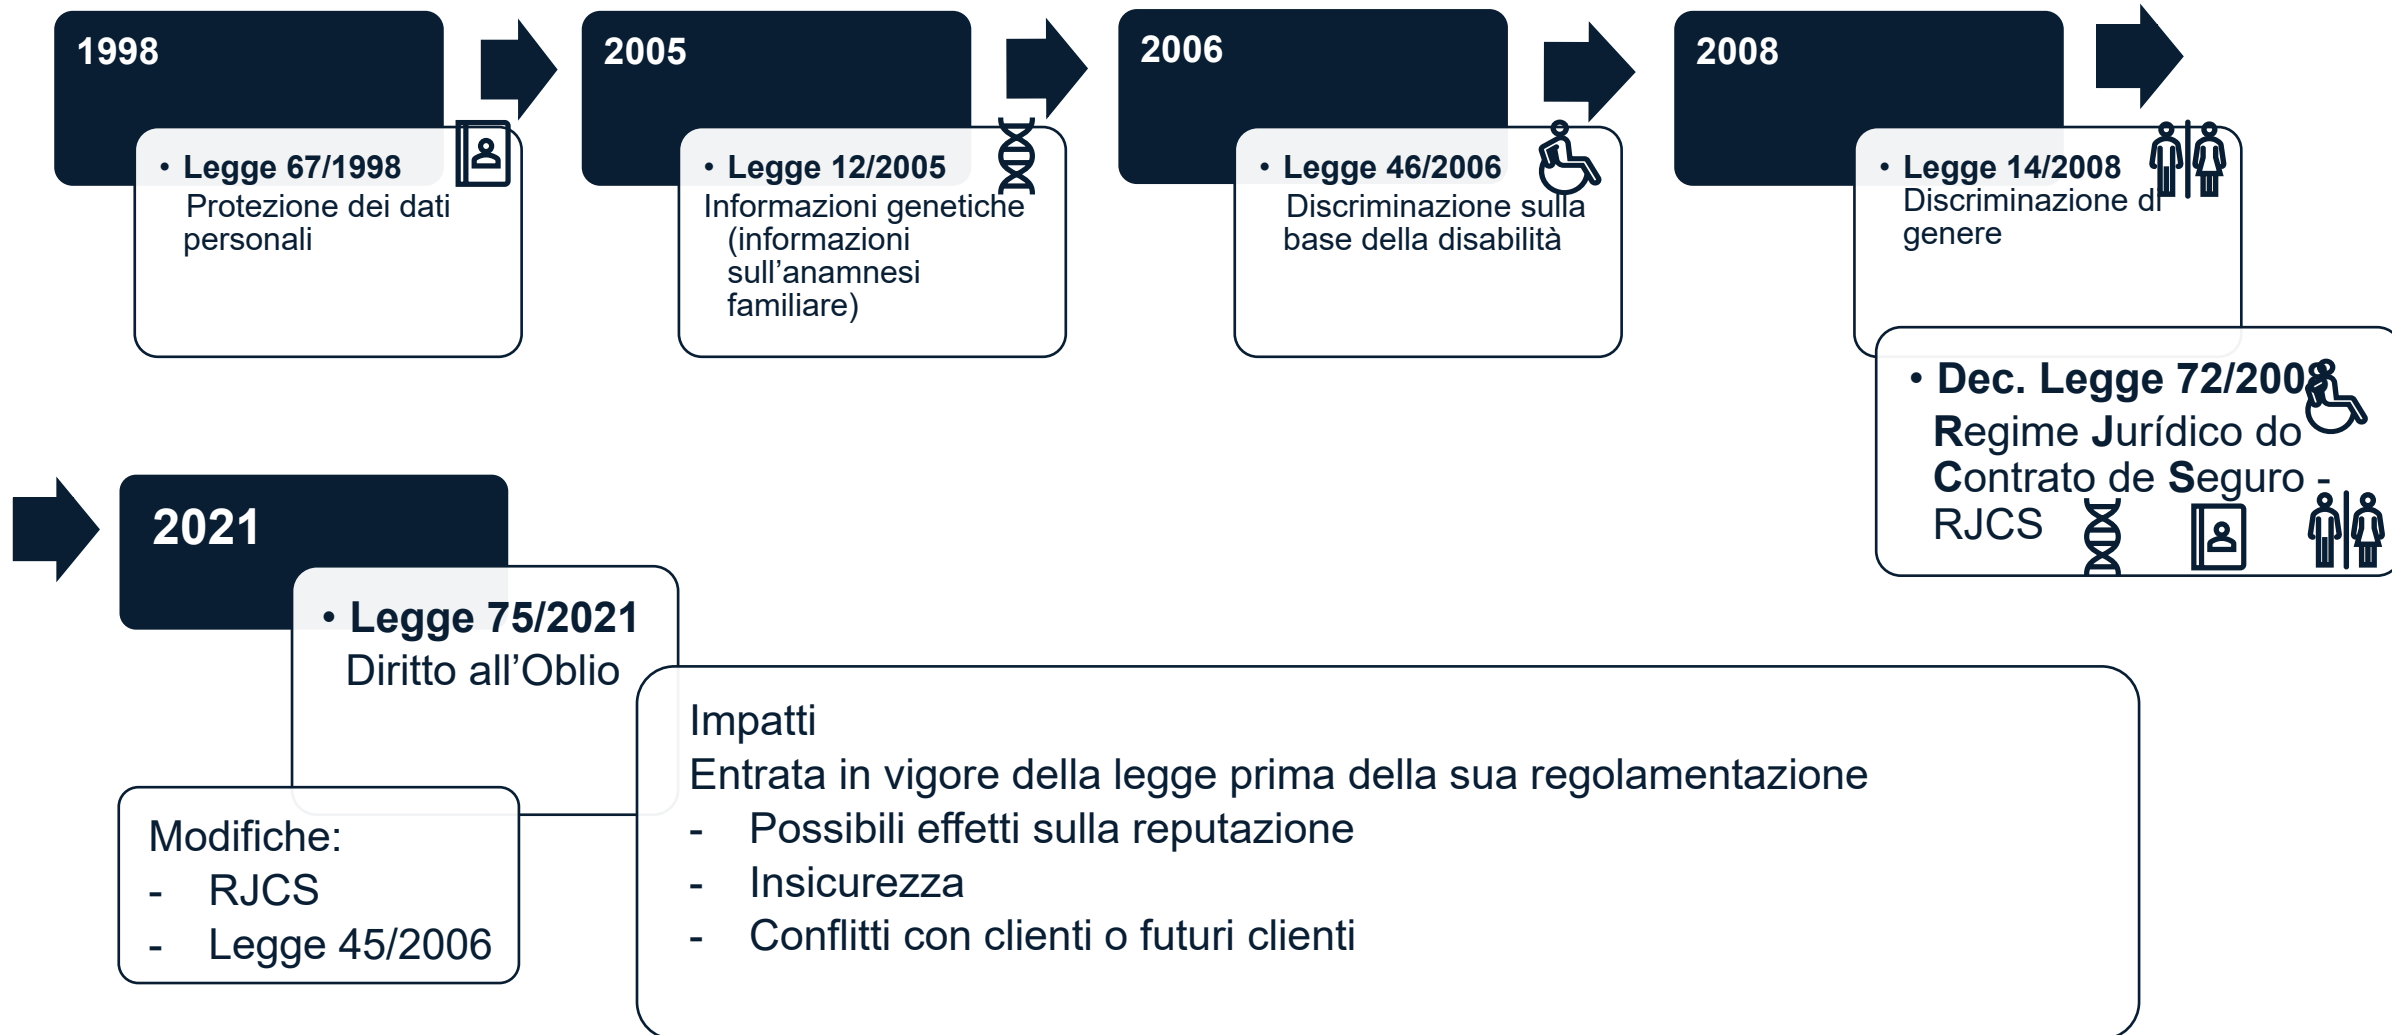 1998
• Legge 67/1998
Protezione dei dati
personali
2005
• Legge 12/2005
Informazioni genetiche
(informazioni
sull’anamnesi
familiare)
2006
• Legge 46/2006
Discriminazione sulla
base della disabilità
2008
• Legge 14/2008
Discriminazione di
genere
• Dec. Legge 72/2008
Regime Jurídico do
Contrato de Seguro -
RJCS
2021
• Legge 75/2021
Diritto all’Oblio
Modifiche:
- RJCS
- Legge 45/2006
Impatti
Entrata in vigore della legge prima della sua regolamentazione
- Possibili effetti sulla reputazione
- Insicurezza
- Conflitti con clienti o futuri clienti